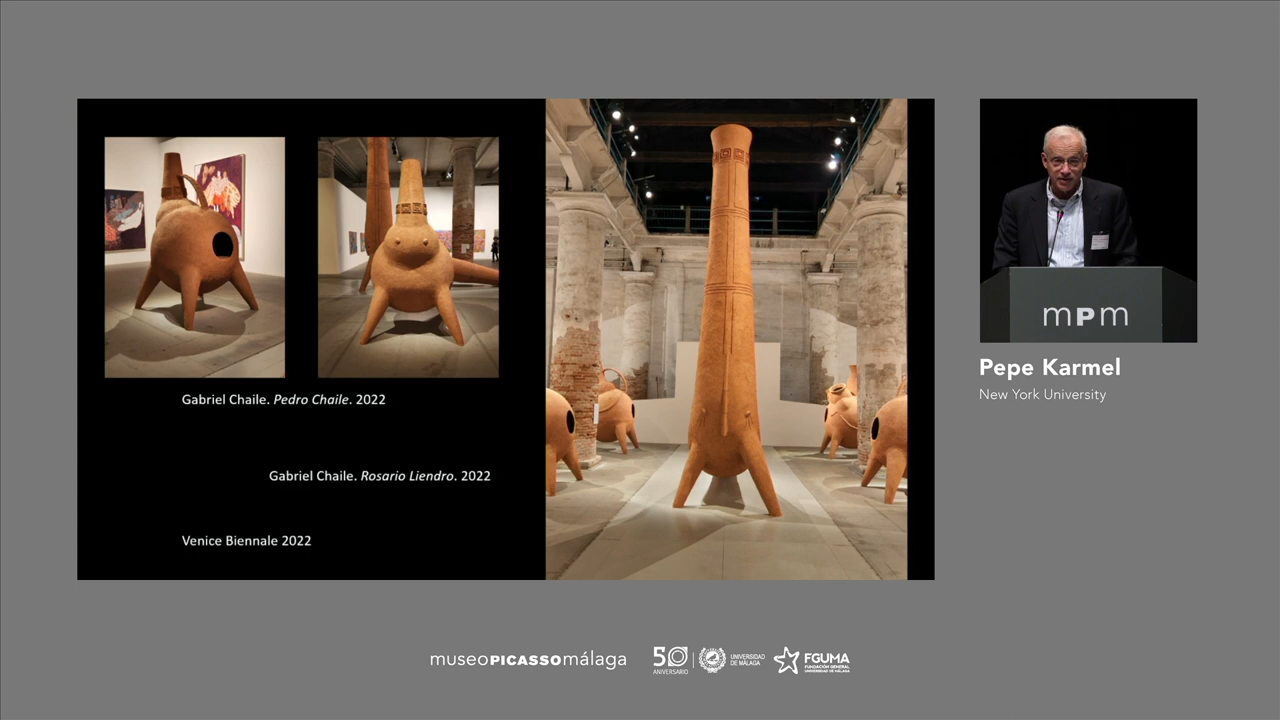 Gabriel Chaile. Pedro Chaile. 2022
Gabriel Chaile. Rosario Liendro. 2022
Venice Biennale 2022
mPm
Pepe Karmel
New York University
museoPICASSOmálaga
50
ANIVERSARIO
UNIVERSIDAD
DE MÁLAGA
FGUMA
FUNDACIÓN GENERAL
UNIVERSIDAD DE MÁLAGA